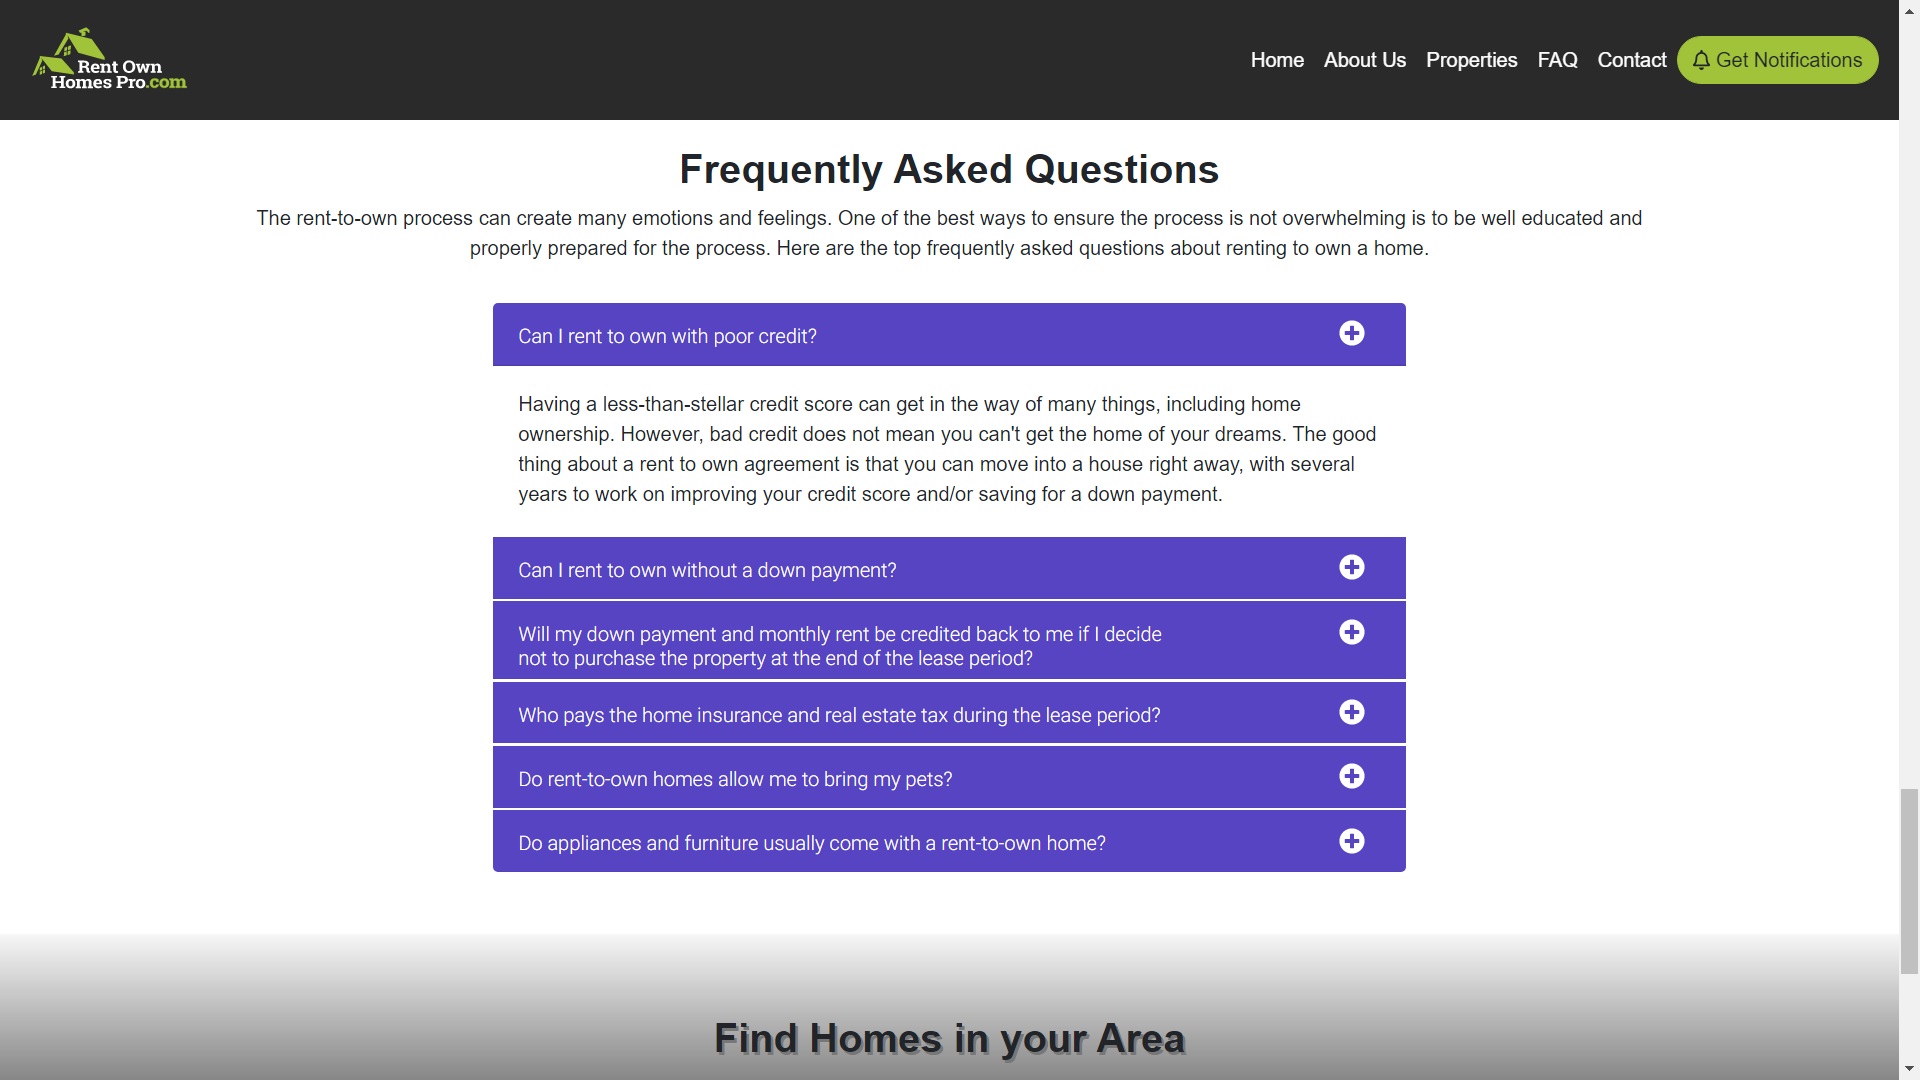 Rent Own
Homes Pro.com
Home About Us Properties FAQ Contact Get Notifications
Frequently Asked Questions
The rent-to-own process can create many emotions and feelings. One of the best ways to ensure the process is not overwhelming is to be well educated and
properly prepared for the process. Here are the top frequently asked questions about renting to own a home.
Can I rent to own with poor credit?
Having a less-than-stellar credit score can get in the way of many things, including home
ownership. However, bad credit does not mean you can't get the home of your dreams. The good
thing about a rent to own agreement is that you can move into a house right away, with several
years to work on improving your credit score and/or saving for a down payment.
Can I rent to own without a down payment?
Will my down payment and monthly rent be credited back to me if I decide
not to purchase the property at the end of the lease period?
Who pays the home insurance and real estate tax during the lease period?
Do rent-to-own homes allow me to bring my pets?
Do appliances and furniture usually come with a rent-to-own home?
Find Homes in your Area